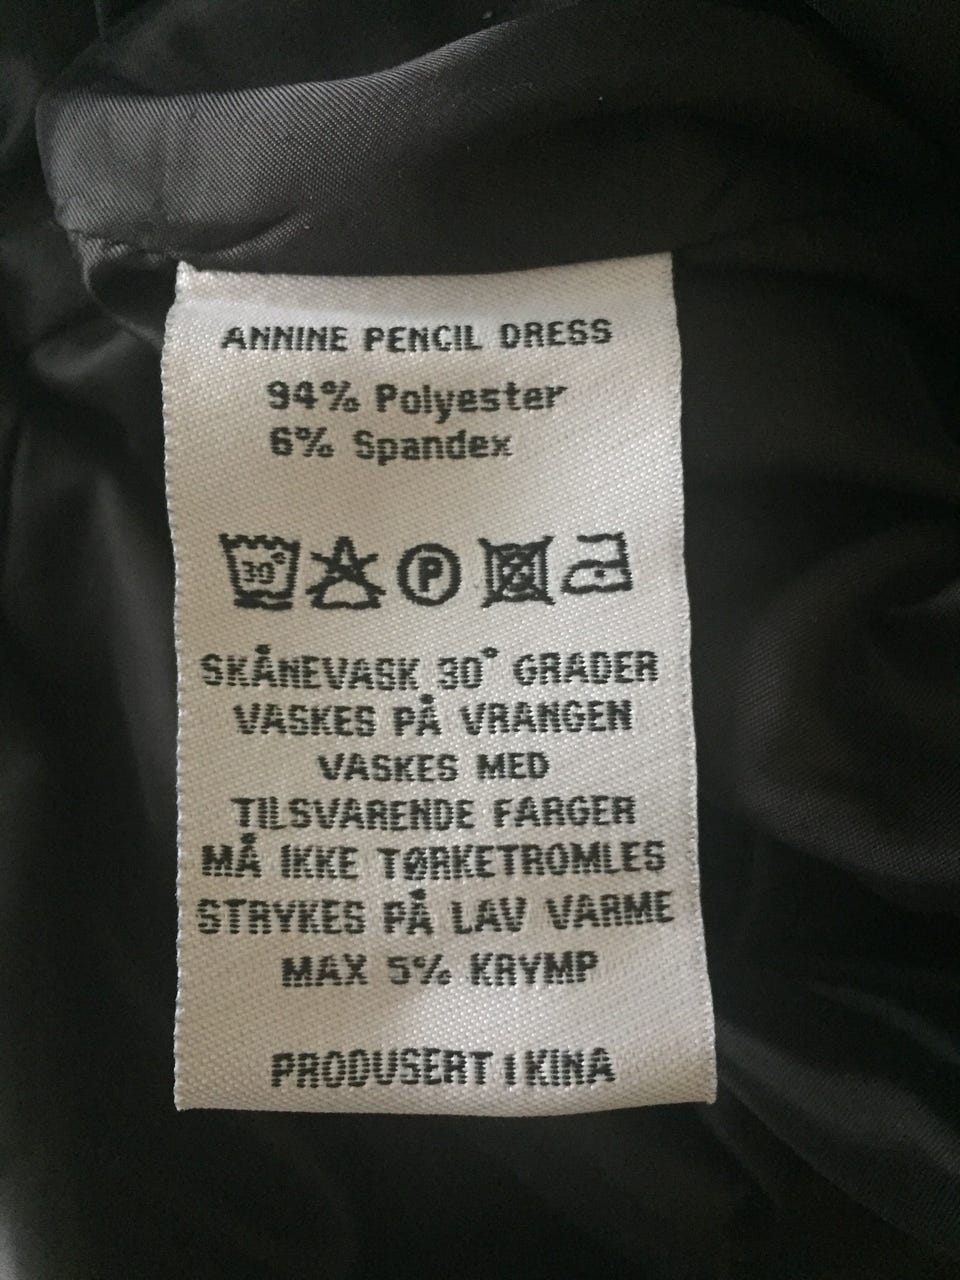 ANNINE PENCIL DRESS
94% Polyester
6% Spandex
30° P
SKÅNEVASK 30° GRADER
VASKES PÅ VRANGEN
VASKES MED
TILSVARENDE FARGER
MÅ IKKE TØRKETROMLES
STRYKES PÅ LAV VARME
MAX 5% KRYMP
PRODUSERT I KINA